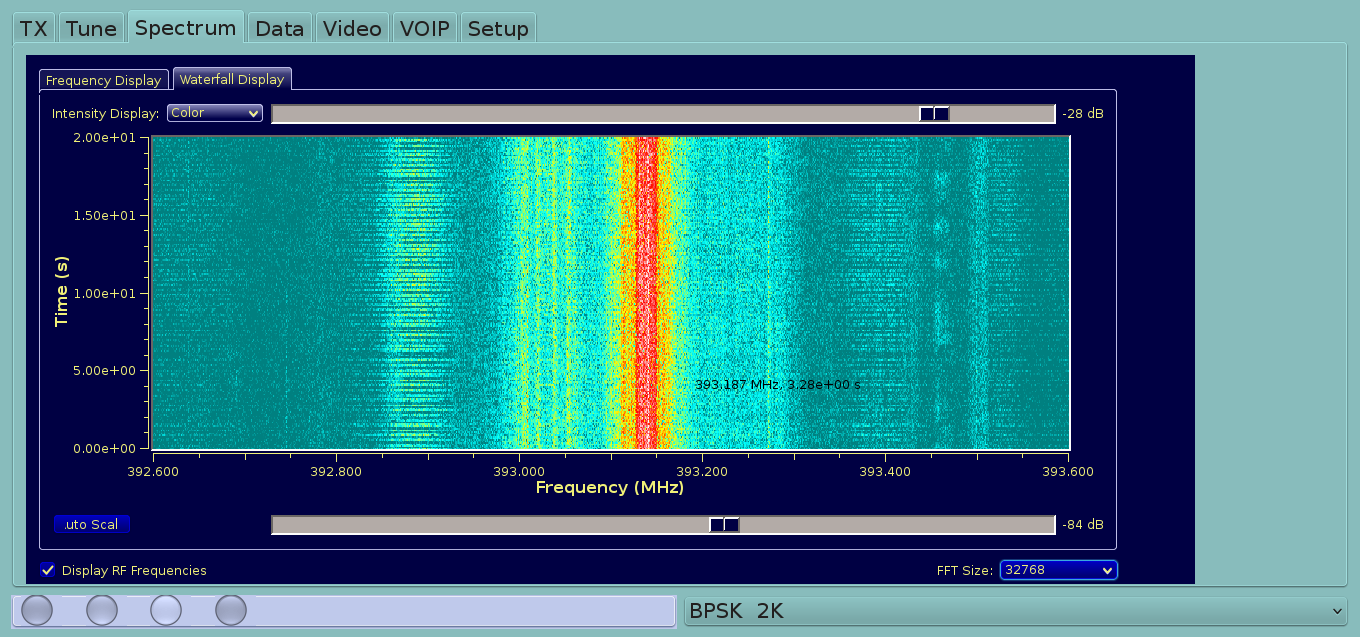 TX Tune Spectrum Data Video VOIP Setup
Frequency Display Waterfall Display
Intensity Display: Color -28 dB
2.00e+01
1.50e+01
1.00e+01
5.00e+00
0.00e+00
Time (s)
393.187 MHz, 3.28e+00 s
392.600 392.800 393.000 393.200 393.400 393.600
Frequency (MHz)
.uto Scal -84 dB
Display RF Frequencies FFT Size: 32768
BPSK 2K